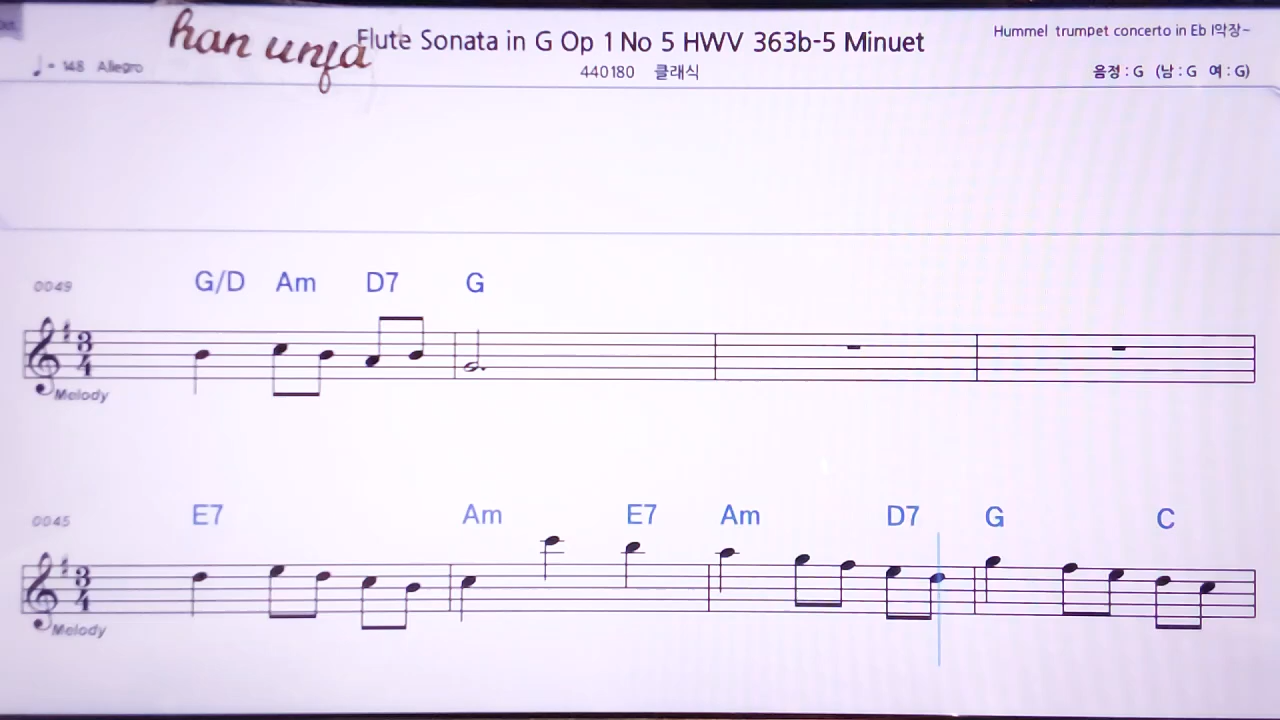 han unfa
Flute Sonata in G Op 1 No 5 HWV 363b-5 Minuet
Hummel trumpet concerto in Eb I악장~
♩ = 148 Allegro
440180 클래식
음정 : G (남 : G 여 : G)
0049 G/D Am D7 G
3
4
Melody
0045 E7 Am E7 Am D7 G C
3
4
Melody